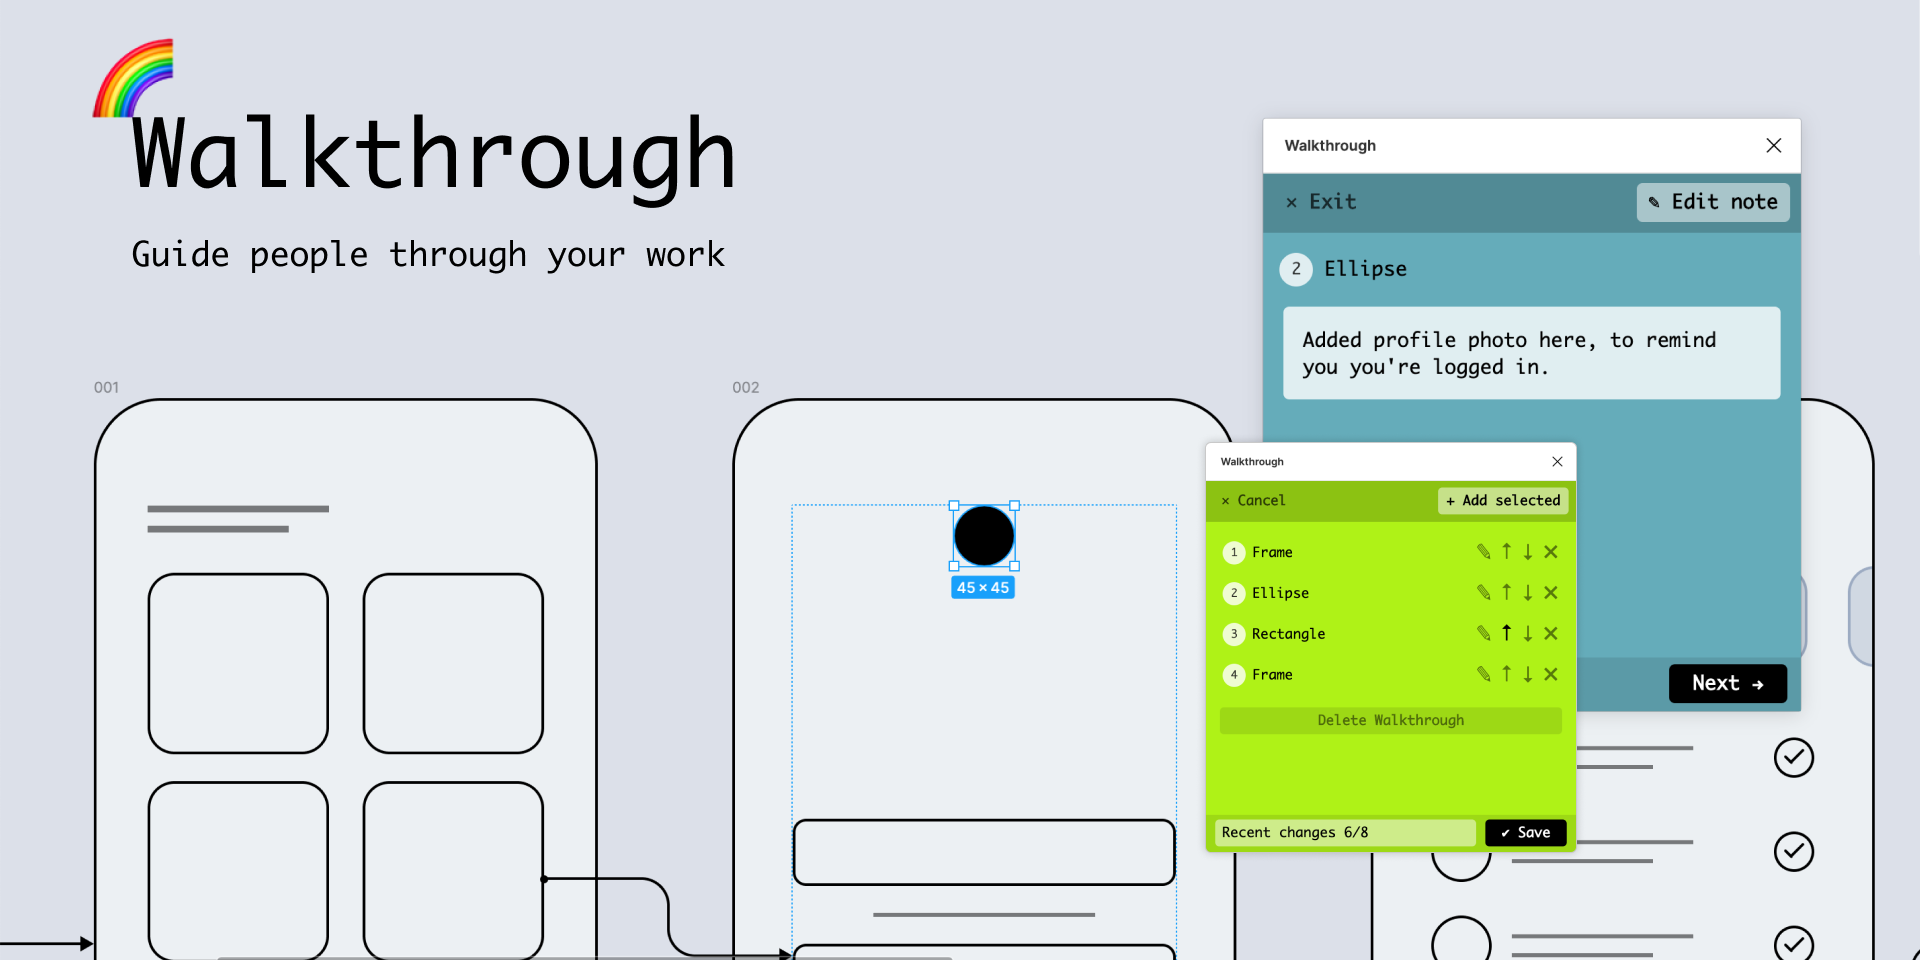 Walkthrough
Guide people through your work
001
002
45 × 45
Walkthrough
× Exit
✎ Edit note
2 Ellipse
Added profile photo here, to remind
you you're logged in.
Next →
Walkthrough
× Cancel
+ Add selected
1 Frame
2 Ellipse
3 Rectangle
4 Frame
Delete Walkthrough
Recent changes 6/8
✔ Save